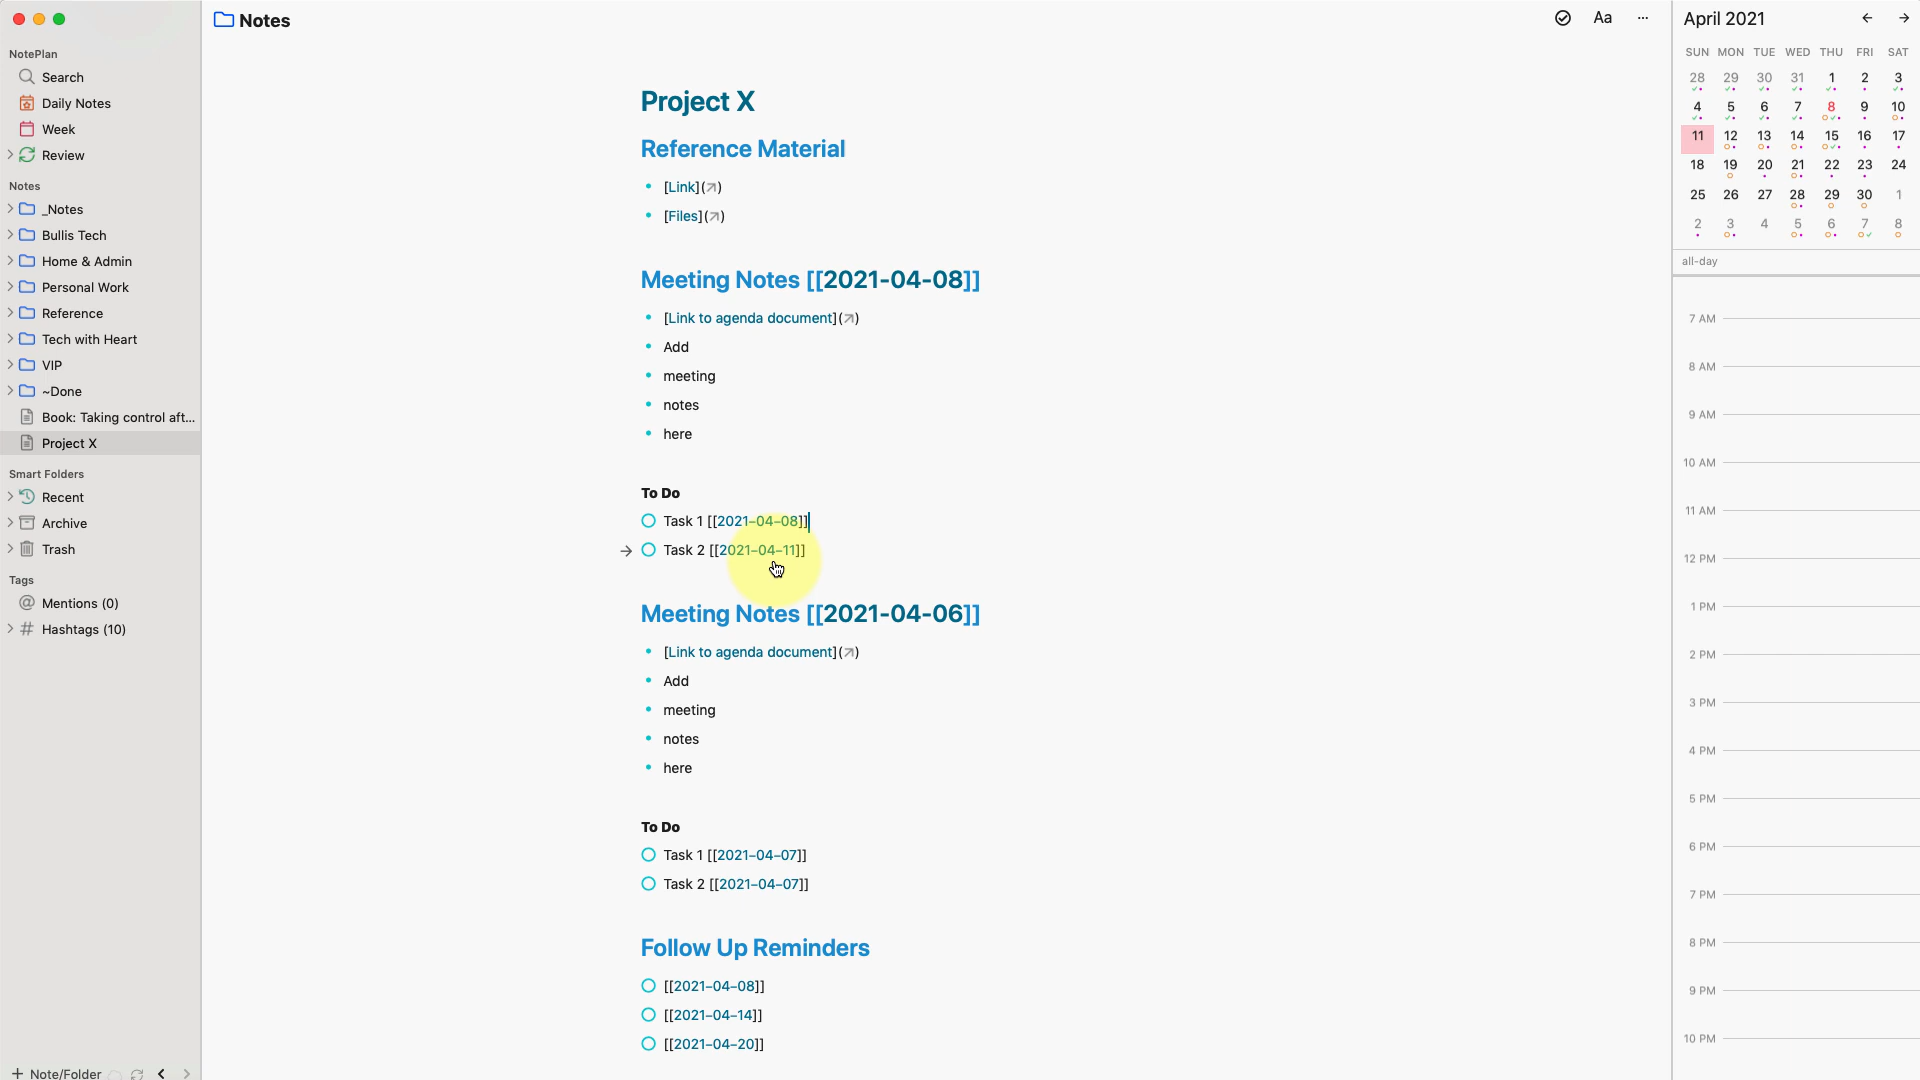 NotePlan
Search
Daily Notes
Week
Review
Notes
_Notes
Bullis Tech
Home & Admin
Personal Work
Reference
Tech with Heart
VIP
~Done
Book: Taking control aft...
Project X
Smart Folders
Recent
Archive
Trash
Tags
@ Mentions (0)
# Hashtags (10)
+ Note/Folder
Notes
Aa
Project X
Reference Material
• [Link](↗)
• [Files](↗)
Meeting Notes [[2021-04-08]]
• [Link to agenda document](↗)
• Add
• meeting
• notes
• here
To Do
Task 1 [[2021-04-08]]
Task 2 [[2021-04-11]]
Meeting Notes [[2021-04-06]]
• [Link to agenda document](↗)
• Add
• meeting
• notes
• here
To Do
Task 1 [[2021-04-07]]
Task 2 [[2021-04-07]]
Follow Up Reminders
[[2021-04-08]]
[[2021-04-14]]
[[2021-04-20]]
April 2021
SUN MON TUE WED THU FRI SAT
28 29 30 31 1 2 3
4 5 6 7 8 9 10
11 12 13 14 15 16 17
18 19 20 21 22 23 24
25 26 27 28 29 30 1
2 3 4 5 6 7 8
all-day
7 AM
8 AM
9 AM
10 AM
11 AM
12 PM
1 PM
2 PM
3 PM
4 PM
5 PM
6 PM
7 PM
8 PM
9 PM
10 PM